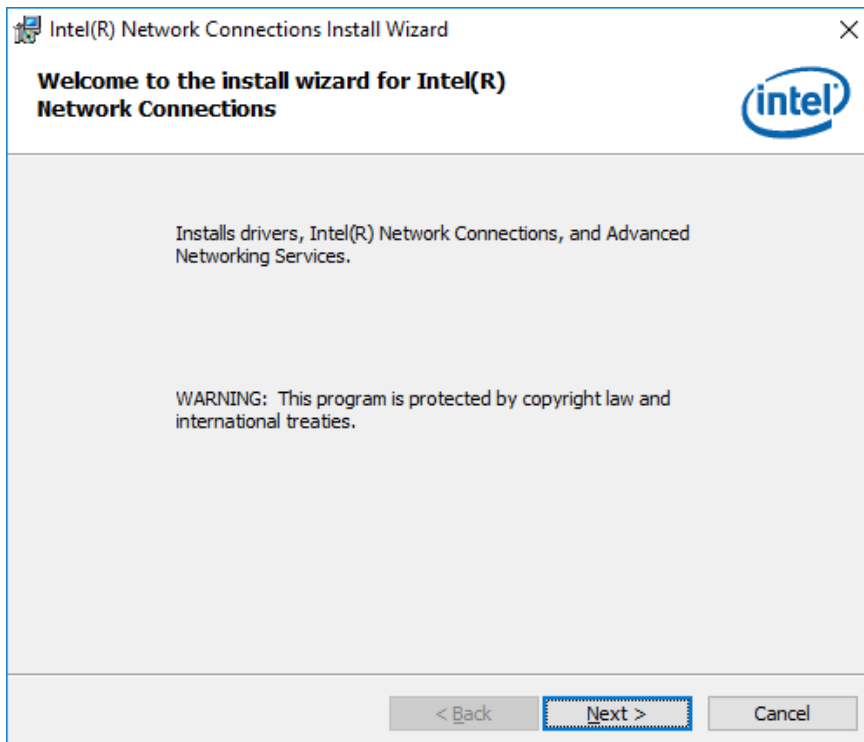 Intel(R) Network Connections Install Wizard
Welcome to the install wizard for Intel(R)
Network Connections
intel
Installs drivers, Intel(R) Network Connections, and Advanced
Networking Services.
WARNING:  This program is protected by copyright law and
international treaties.
< Back
Next >
Cancel